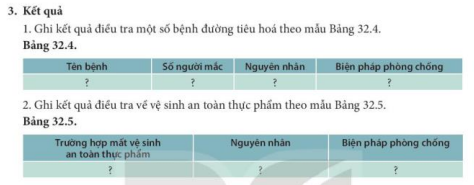 3. Kết quả
1. Ghi kết quả điều tra một số bệnh đường tiêu hoá theo mẫu Bảng 32.4.
Bảng 32.4.
Tên bệnh Số người mắc Nguyên nhân Biện pháp phòng chống
? ? ? ?
2. Ghi kết quả điều tra về vệ sinh an toàn thực phẩm theo mẫu Bảng 32.5.
Bảng 32.5.
Trường hợp mất vệ sinh Nguyên nhân Biện pháp phòng chống
an toàn thực phẩm
? ? ?